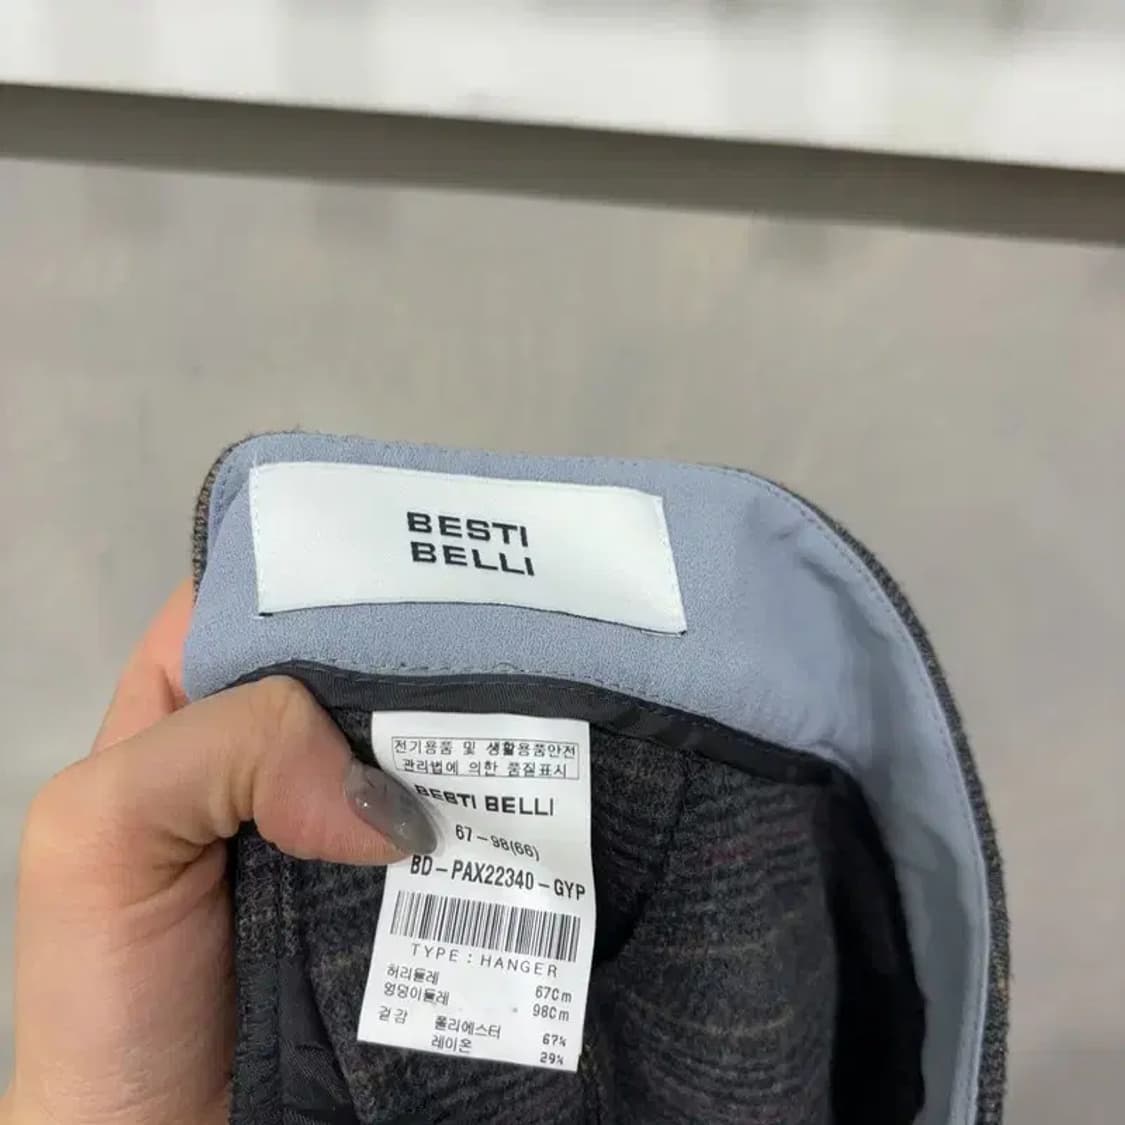 BESTI
BELLI
전기용품 및 생활용품안전
관리법에 의한 품질표시
BESTI BELLI
67-98(66)
BD-PAX22340-GYP
TYPE : HANGER
허리둘레 67Cm
엉덩이둘레 98Cm
겉감 폴리에스터 67%
레이온 29%